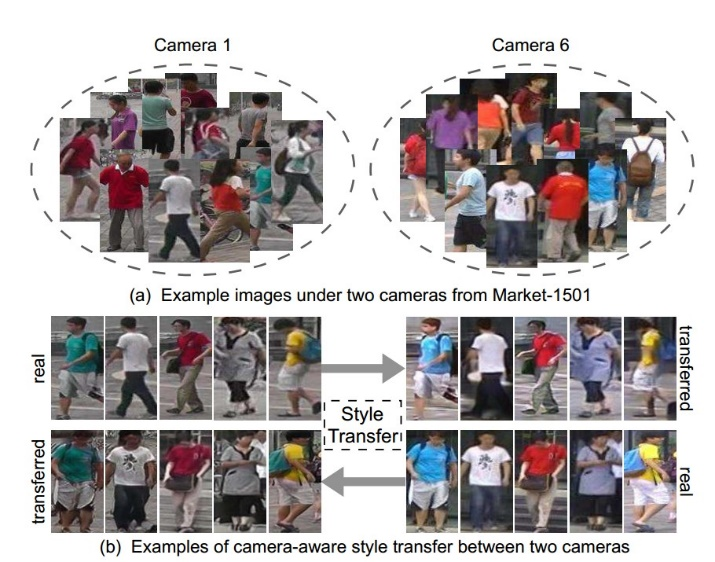 Camera 1
Camera 6
(a) Example images under two cameras from Market-1501
real
transferred
Style
Transfer
transferred
real
(b) Examples of camera-aware style transfer between two cameras